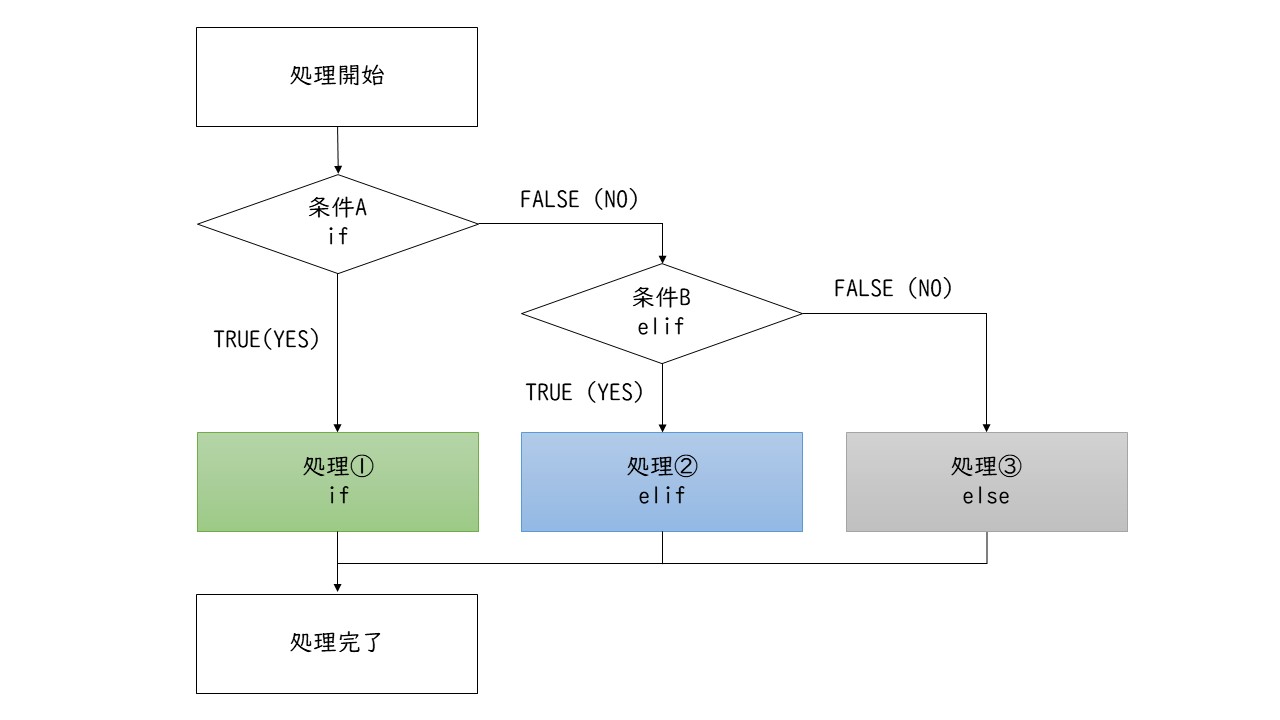 処理開始
条件A
if
FALSE (NO)
条件B
elif
FALSE (NO)
TRUE(YES)
TRUE (YES)
処理①
if
処理②
elif
処理③
else
処理完了